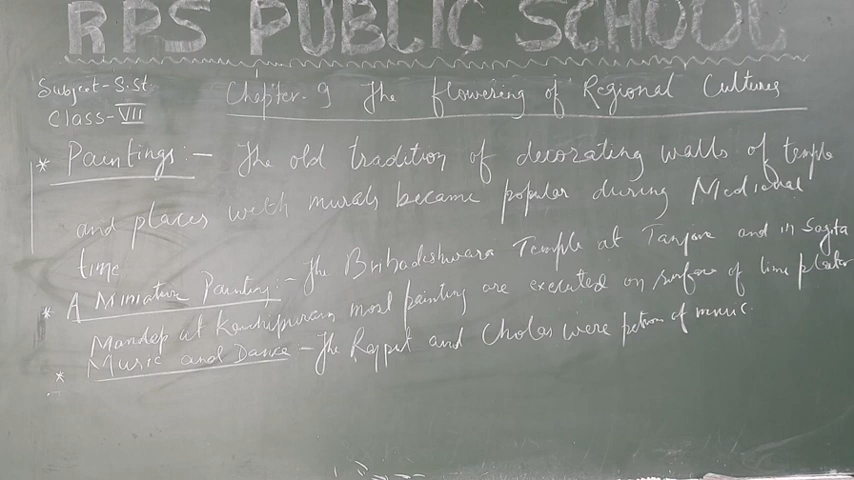 RPS PUBLIC SCHOOL
Subject-S.st
Chapter-9 The flowering of Regional Cultures
Class-VII
* Paintings:- The old tradition of decorating walls of temple
and places with murals became popular during Medieval
time
* A Miniature Painting:- The Brihadeshwara Temple at Tanjore and in Sagita
Mandap at Kanchipuram most painting are executed on surface of lime plaster
* Music and Dance - The Rajput and Cholas were patron of music.